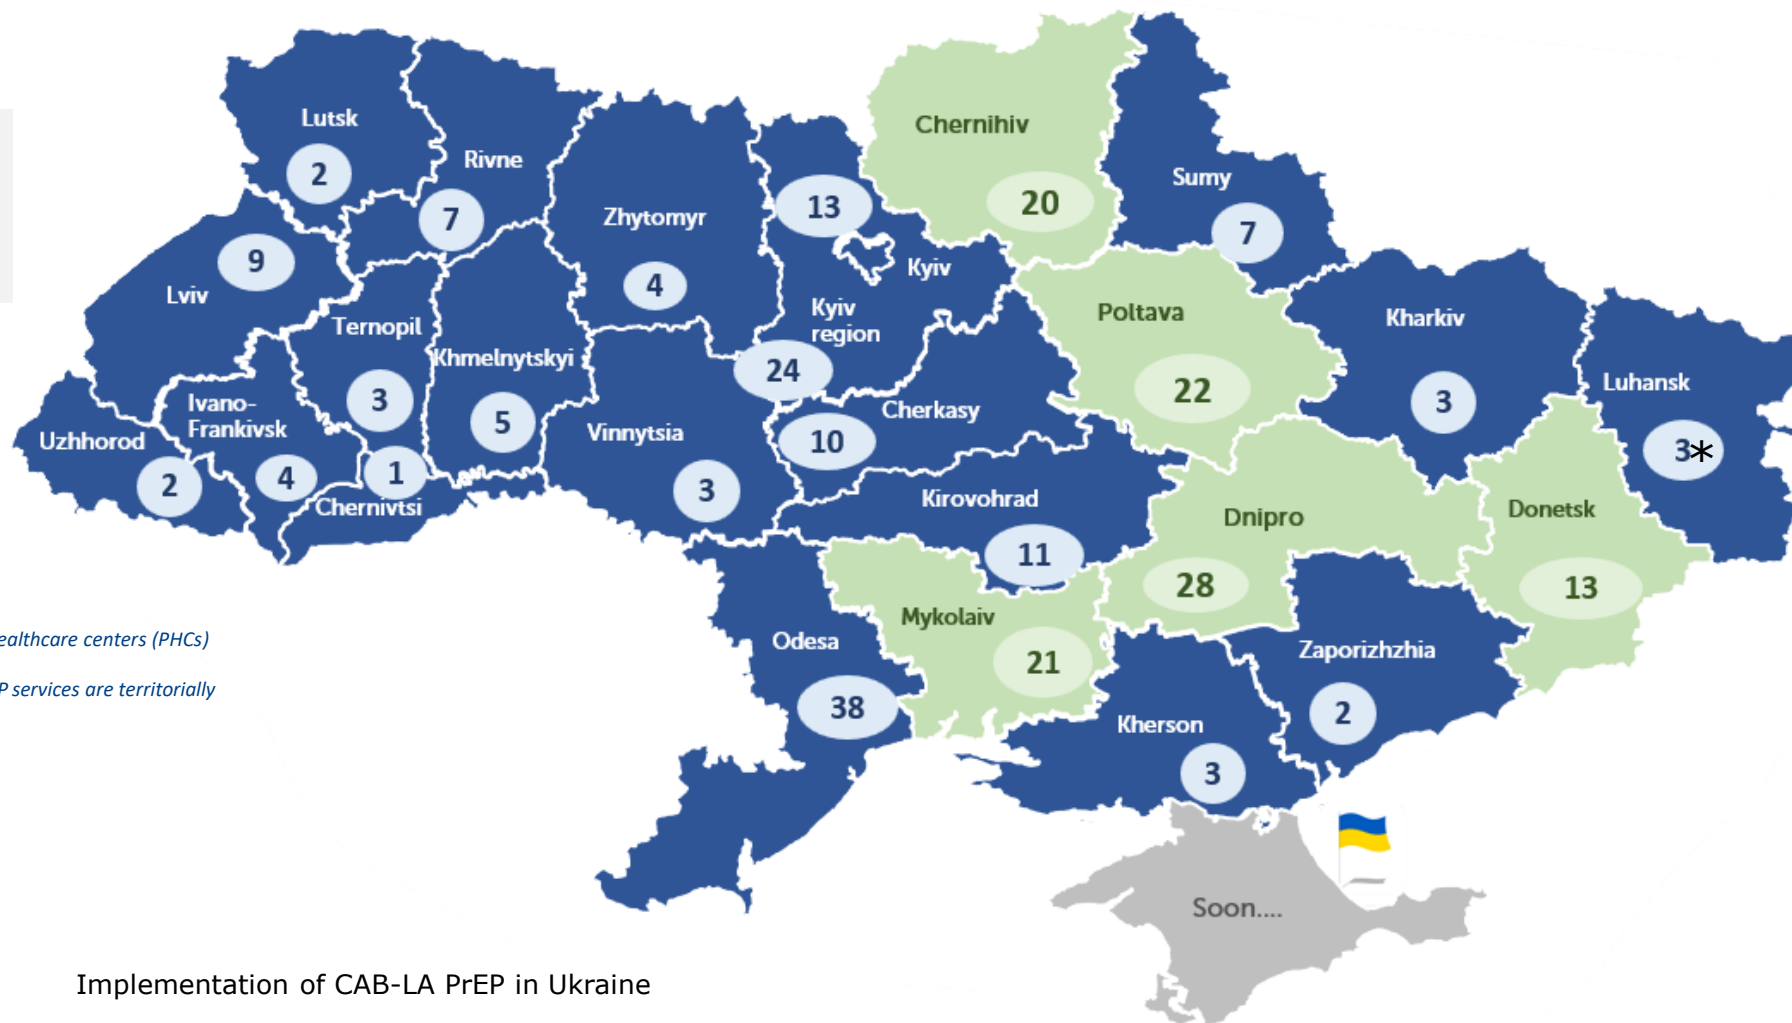 Lutsk
2
Rivne
7
Zhytomyr
4
13
Kyiv
Chernihiv
20
Sumy
7
Lviv
9
Ternopil
3
Khmelnytskyi
5
Kyiv
region
24
Poltava
22
Kharkiv
3
Luhansk
3*
Uzhhorod
2
Ivano-
Frankivsk
4
1
Chernivtsi
Vinnytsia
3
Cherkasy
10
Kirovohrad
11
Dnipro
28
Donetsk
13
Odesa
38
Mykolaiv
21
Kherson
3
Zaporizhzhia
2
Soon....
ealthcare centers (PHCs)
P services are territorially
Implementation of CAB-LA PrEP in Ukraine